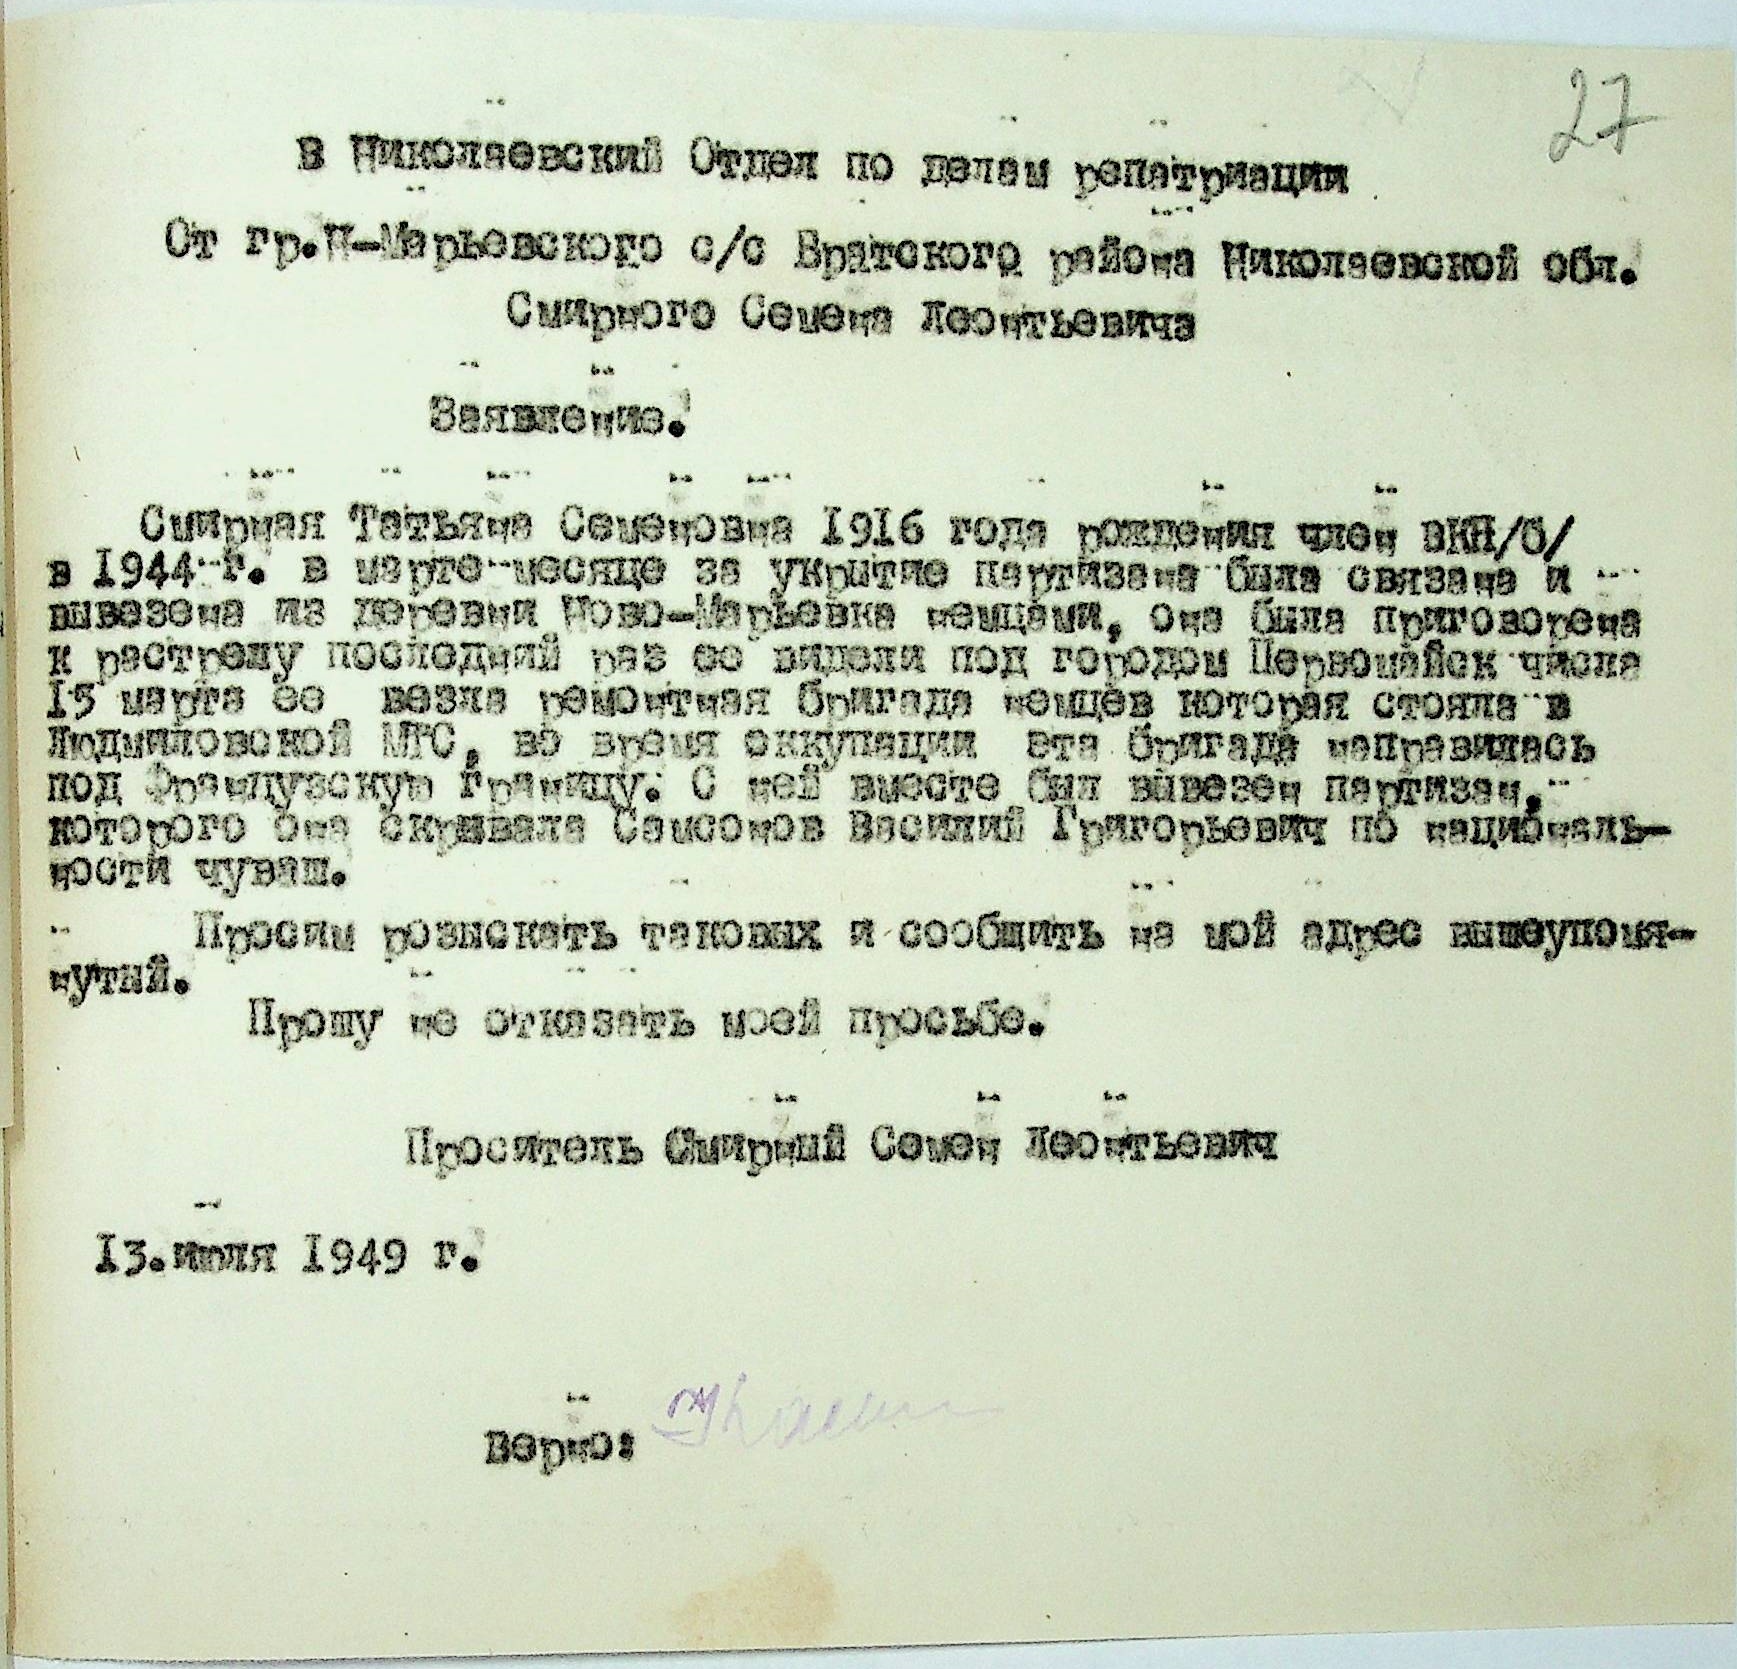 27
В Николаевский Отдел по делам репатриации
От гр.Н-Марьевского с/с Братского района Николаевской обл.
Смирного Семена Леонтьевича
Заявление.
Смирная Татьяна Семеновна 1916 года рождения член ВКП/б/
в 1944 г. в марте месяце за укрытие партизана была связана и
вывезена из деревни Ново-Марьевка немцами, она была приговорена
к растрелу последний раз ее видели под городом Первомайск числа
15 марта ее везла ремонтная бригада немцев которая стояла в
Людмиловской МТС, во время оккупации эта бригада направилась
под Французскую границу. С ней вместе был вывезен партизан,
которого она скрывала Самсонов Василий Григорьевич по националь-
ности чуваш.
Просим розыскать таковых и сообщить на мой адрес вышеупомя-
нутый.
Прошу не отказать моей просьбе.
Проситель Смирный Семен Леонтьевич
13.июля 1949 г.
Верно: